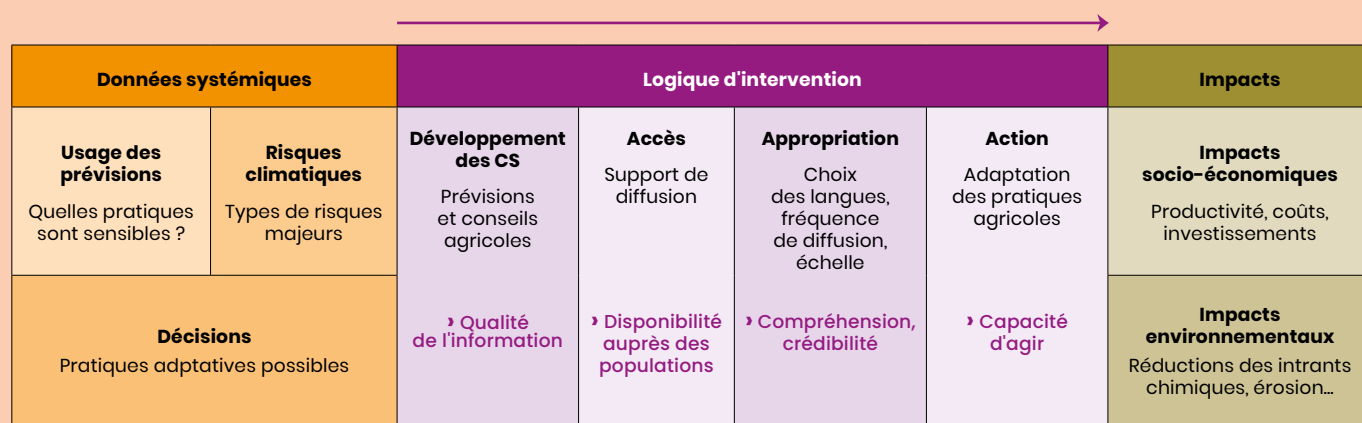 Données systémiques
Logique d'intervention
Impacts
Usage des
prévisions
Quelles pratiques
sont sensibles ?
Risques
climatiques
Types de risques
majeurs
Décisions
Pratiques adptatives possibles
Développement
des CS
Prévisions
et conseils
agricoles
› Qualité
de l'information
Accès
Support de
diffusion
› Disponibilité
auprès des
populations
Appropriation
Choix
des langues,
fréquence
de diffusion,
échelle
› Compréhension,
crédibilité
Action
Adaptation
des pratiques
agricoles
› Capacité
d'agir
Impacts
socio-économiques
Productivité, coûts,
investissements
Impacts
environnementaux
Réductions des intrants
chimiques, érosion...